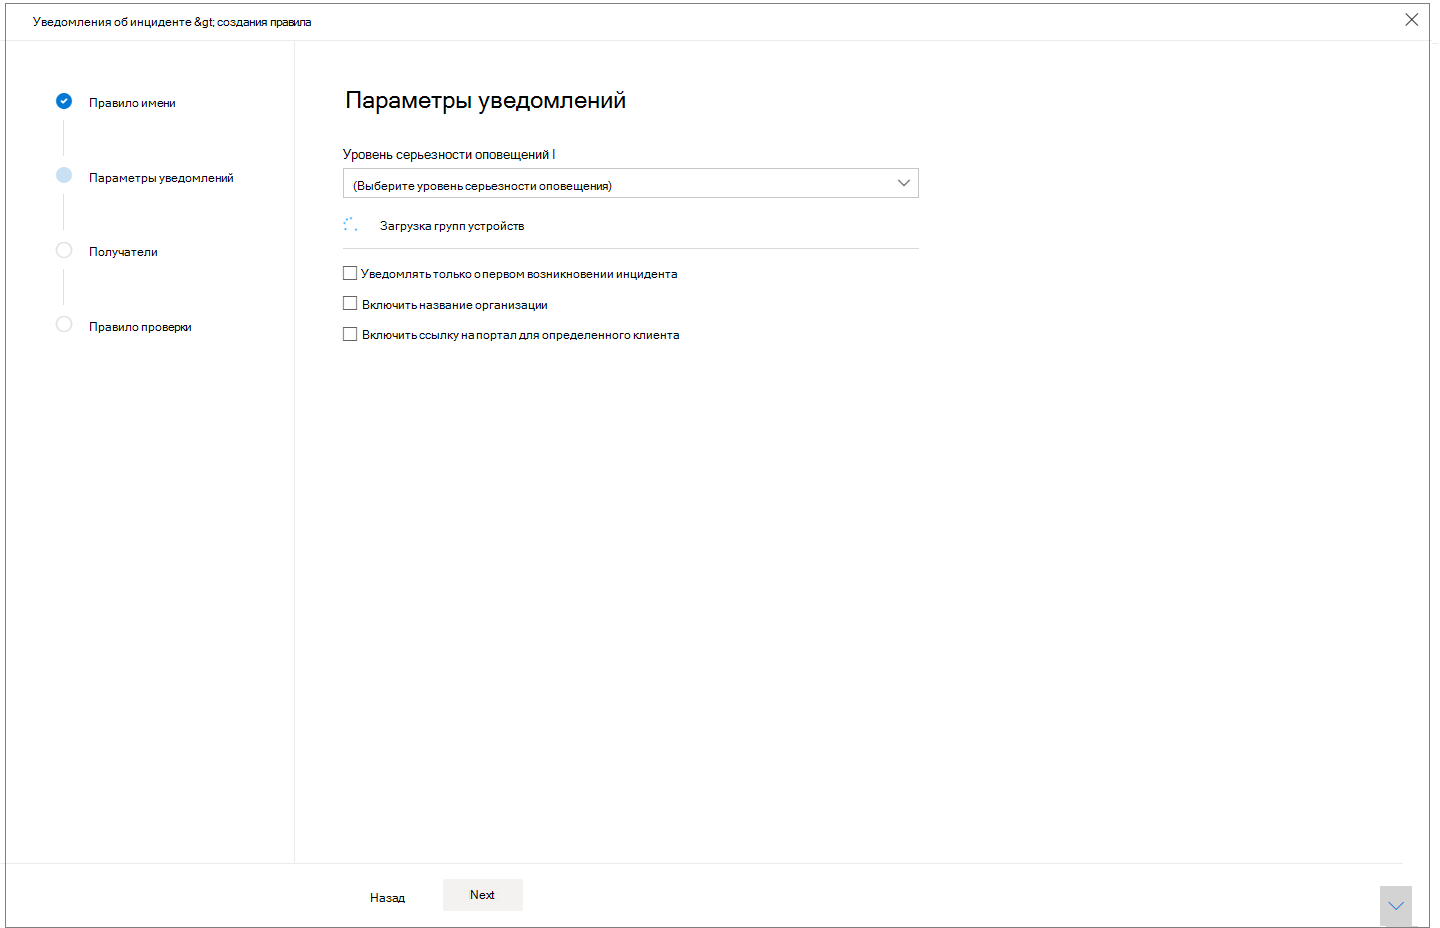 Уведомления об инциденте &gt; создания правила
Правило имени
Параметры уведомлений
Получатели
Правило проверки
Параметры уведомлений
Уровень серьезности оповещений I
(Выберите уровень серьезности оповещения)
Загрузка групп устройств
Уведомлять только о первом возникновении инцидента
Включить название организации
Включить ссылку на портал для определенного клиента
Назад
Next